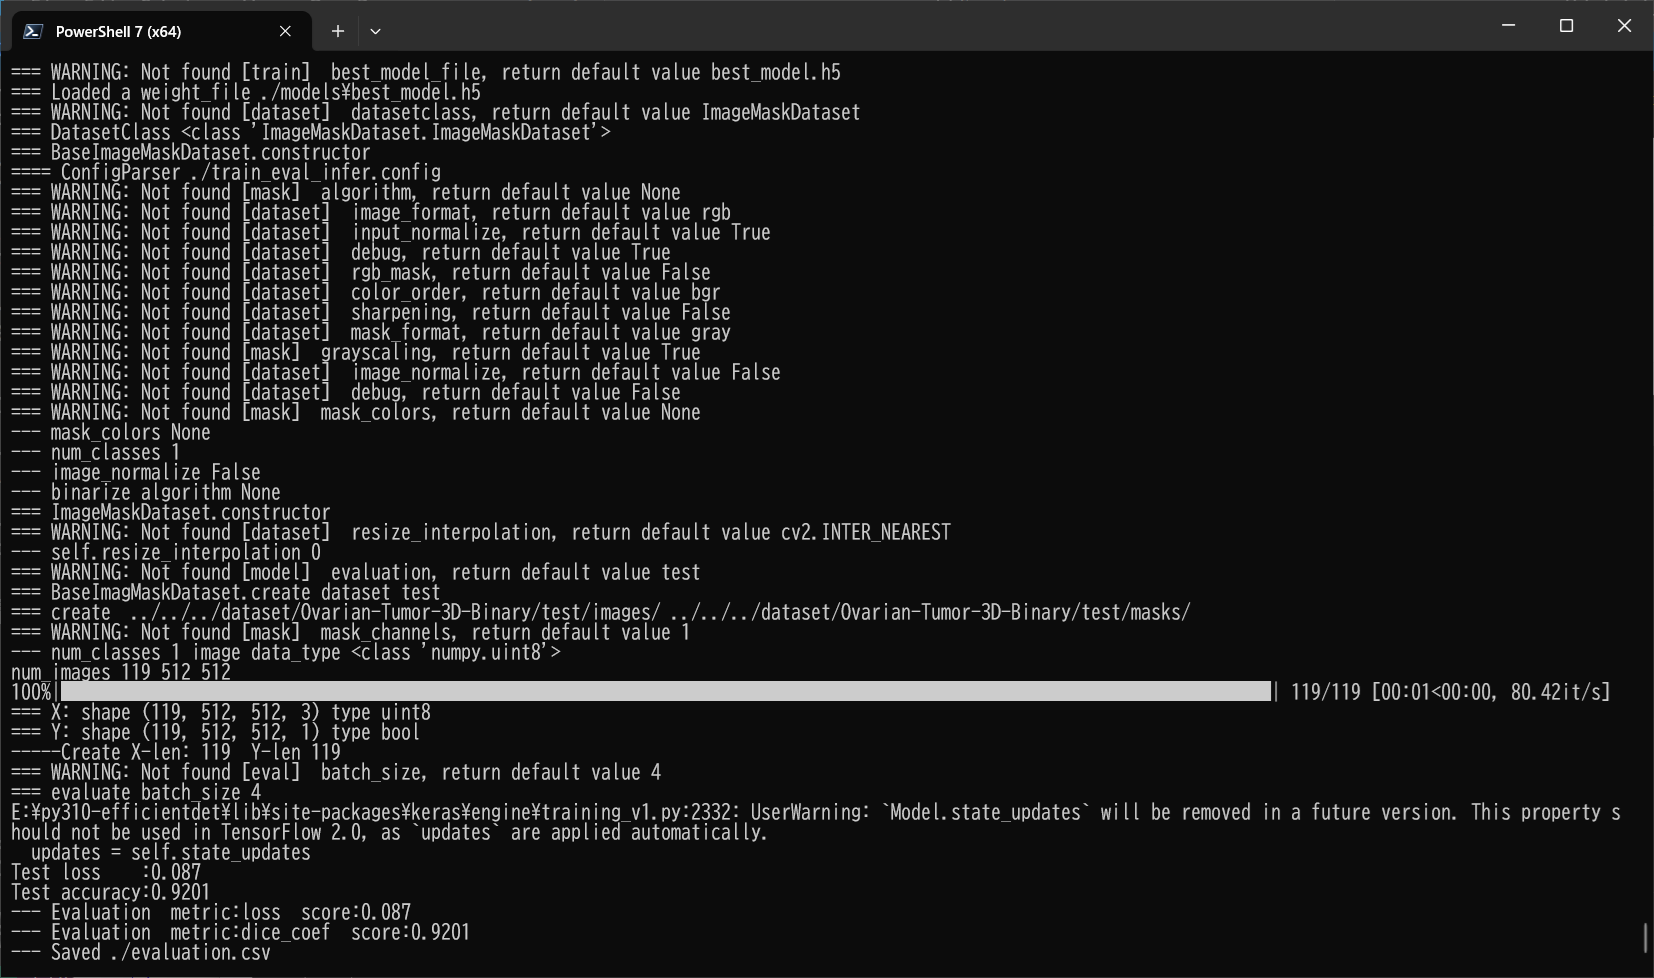 PowerShell 7 (x64)
=== WARNING: Not found [train]  best_model_file, return default value best_model.h5
=== Loaded a weight_file ./models¥best_model.h5
=== WARNING: Not found [dataset]  datasetclass, return default value ImageMaskDataset
=== DatasetClass <class 'ImageMaskDataset.ImageMaskDataset'>
=== BaseImageMaskDataset.constructor
==== ConfigParser ./train_eval_infer.config
=== WARNING: Not found [mask]  algorithm, return default value None
=== WARNING: Not found [dataset]  image_format, return default value rgb
=== WARNING: Not found [dataset]  input_normalize, return default value True
=== WARNING: Not found [dataset]  debug, return default value True
=== WARNING: Not found [dataset]  rgb_mask, return default value False
=== WARNING: Not found [dataset]  color_order, return default value bgr
=== WARNING: Not found [dataset]  sharpening, return default value False
=== WARNING: Not found [dataset]  mask_format, return default value gray
=== WARNING: Not found [mask]  grayscaling, return default value True
=== WARNING: Not found [dataset]  image_normalize, return default value False
=== WARNING: Not found [dataset]  debug, return default value False
=== WARNING: Not found [mask]  mask_colors, return default value None
--- mask_colors None
--- num_classes 1
--- image_normalize False
--- binarize algorithm None
=== ImageMaskDataset.constructor
=== WARNING: Not found [dataset]  resize_interpolation, return default value cv2.INTER_NEAREST
--- self.resize_interpolation 0
=== WARNING: Not found [model]  evaluation, return default value test
=== BaseImagMaskDataset.create dataset test
=== create  ../../../dataset/Ovarian-Tumor-3D-Binary/test/images/ ../../../dataset/Ovarian-Tumor-3D-Binary/test/masks/
=== WARNING: Not found [mask]  mask_channels, return default value 1
--- num_classes 1 image data_type <class 'numpy.uint8'>
num_images 119 512 512
100%| | 119/119 [00:01<00:00, 80.42it/s]
=== X: shape (119, 512, 512, 3) type uint8
=== Y: shape (119, 512, 512, 1) type bool
-----Create X-len: 119  Y-len 119
=== WARNING: Not found [eval]  batch_size, return default value 4
=== evaluate batch_size 4
E:¥py310-efficientdet¥lib¥site-packages¥keras¥engine¥training_v1.py:2332: UserWarning: `Model.state_updates` will be removed in a future version. This property s
hould not be used in TensorFlow 2.0, as `updates` are applied automatically.
  updates = self.state_updates
Test loss    :0.087
Test accuracy:0.9201
--- Evaluation  metric:loss  score:0.087
--- Evaluation  metric:dice_coef  score:0.9201
--- Saved ./evaluation.csv